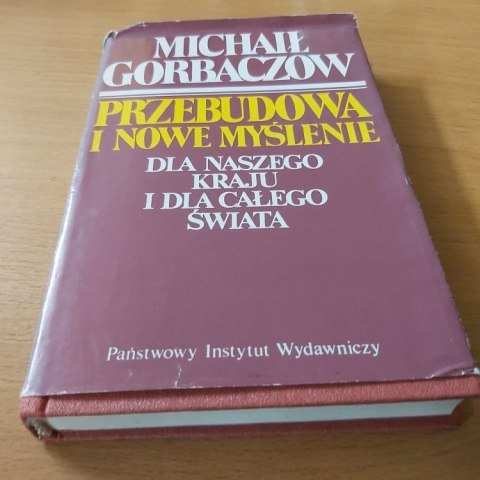 MICHAIŁ
GORBACZOW
PRZEBUDOWA
I NOWE MYŚLENIE
DLA NASZEGO
KRAJU
I DLA CAŁEGO
ŚWIATA
Państwowy Instytut Wydawniczy